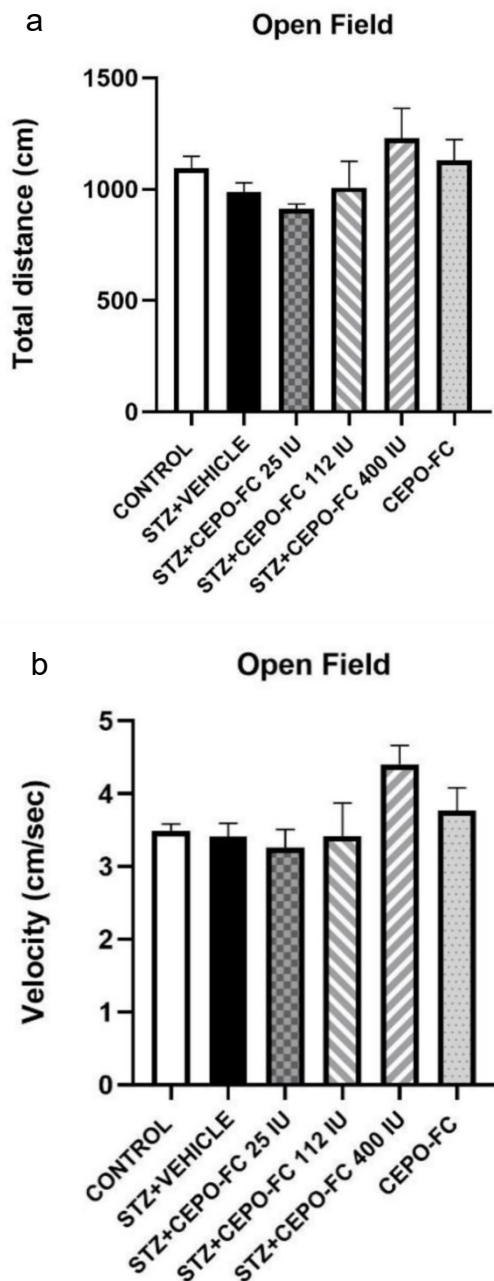 a
Open Field
Total distance (cm)
1500
1000
500
0
CONTROL
STZ+VEHICLE
STZ+CEPO-FC 25 IU
STZ+CEPO-FC 112 IU
STZ+CEPO-FC 400 IU
CEPO-FC
b
Open Field
Velocity (cm/sec)
5
4
3
2
1
0
CONTROL
STZ+VEHICLE
STZ+CEPO-FC 25 IU
STZ+CEPO-FC 112 IU
STZ+CEPO-FC 400 IU
CEPO-FC